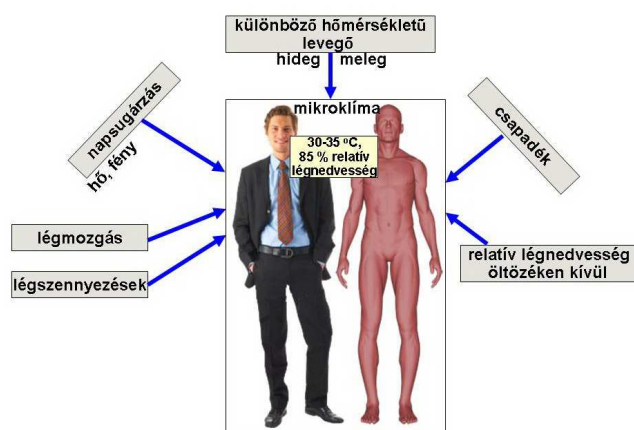 különböző hőmérsékletű
levegő
hideg meleg
mikroklíma
30-35 ºC,
85 % relatív
légnedvesség
napsugárzás
hő, fény
csapadék
légmozgás
légszennyezések
relatív légnedvesség
öltözéken kívül